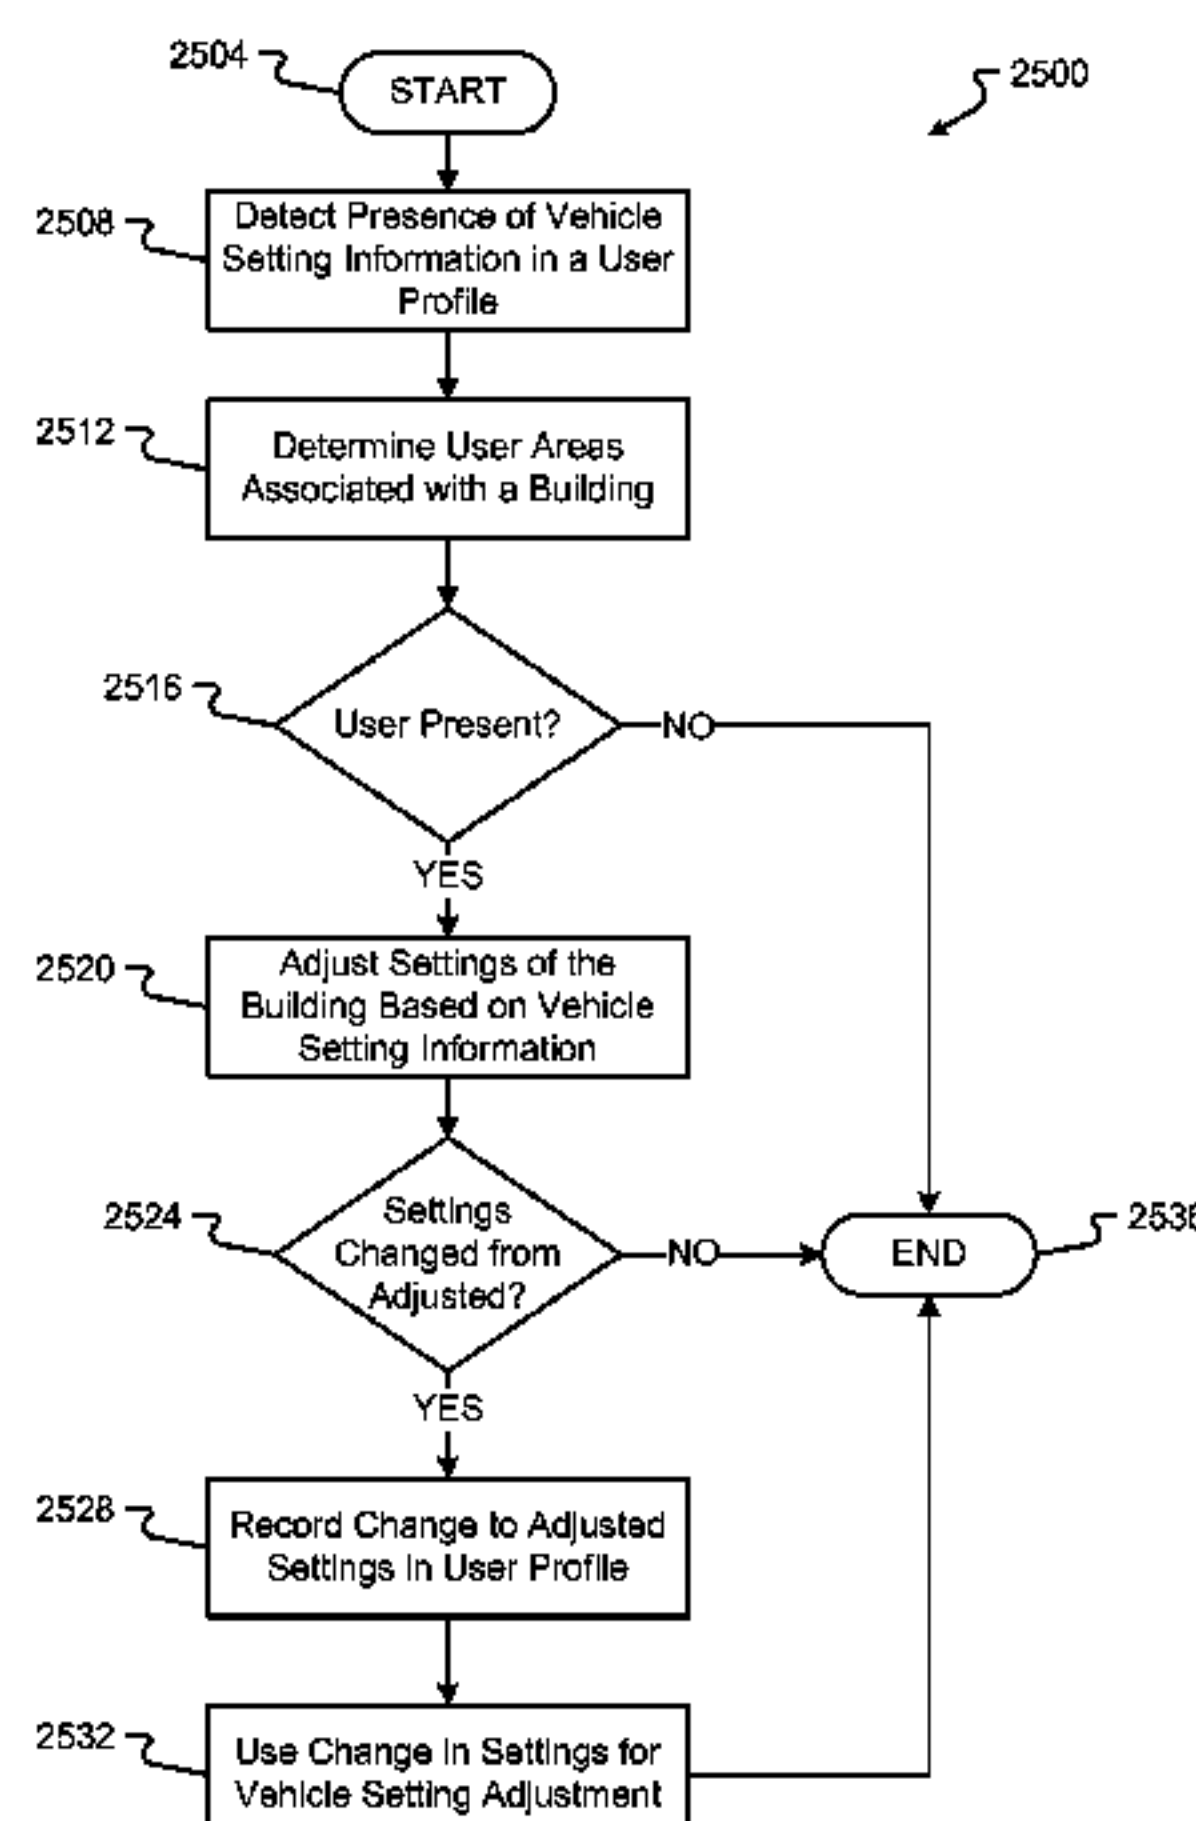 2504
START
2500
2508
Detect Presence of Vehicle
Setting Information in a User
Profile
2512
Determine User Areas
Associated with a Building
2516
User Present?
NO
YES
2520
Adjust Settings of the
Building Based on Vehicle
Setting Information
2524
Settings
Changed from
Adjusted?
NO
END
2536
YES
2528
Record Change to Adjusted
Settings in User Profile
2532
Use Change in Settings for
Vehicle Setting Adjustment